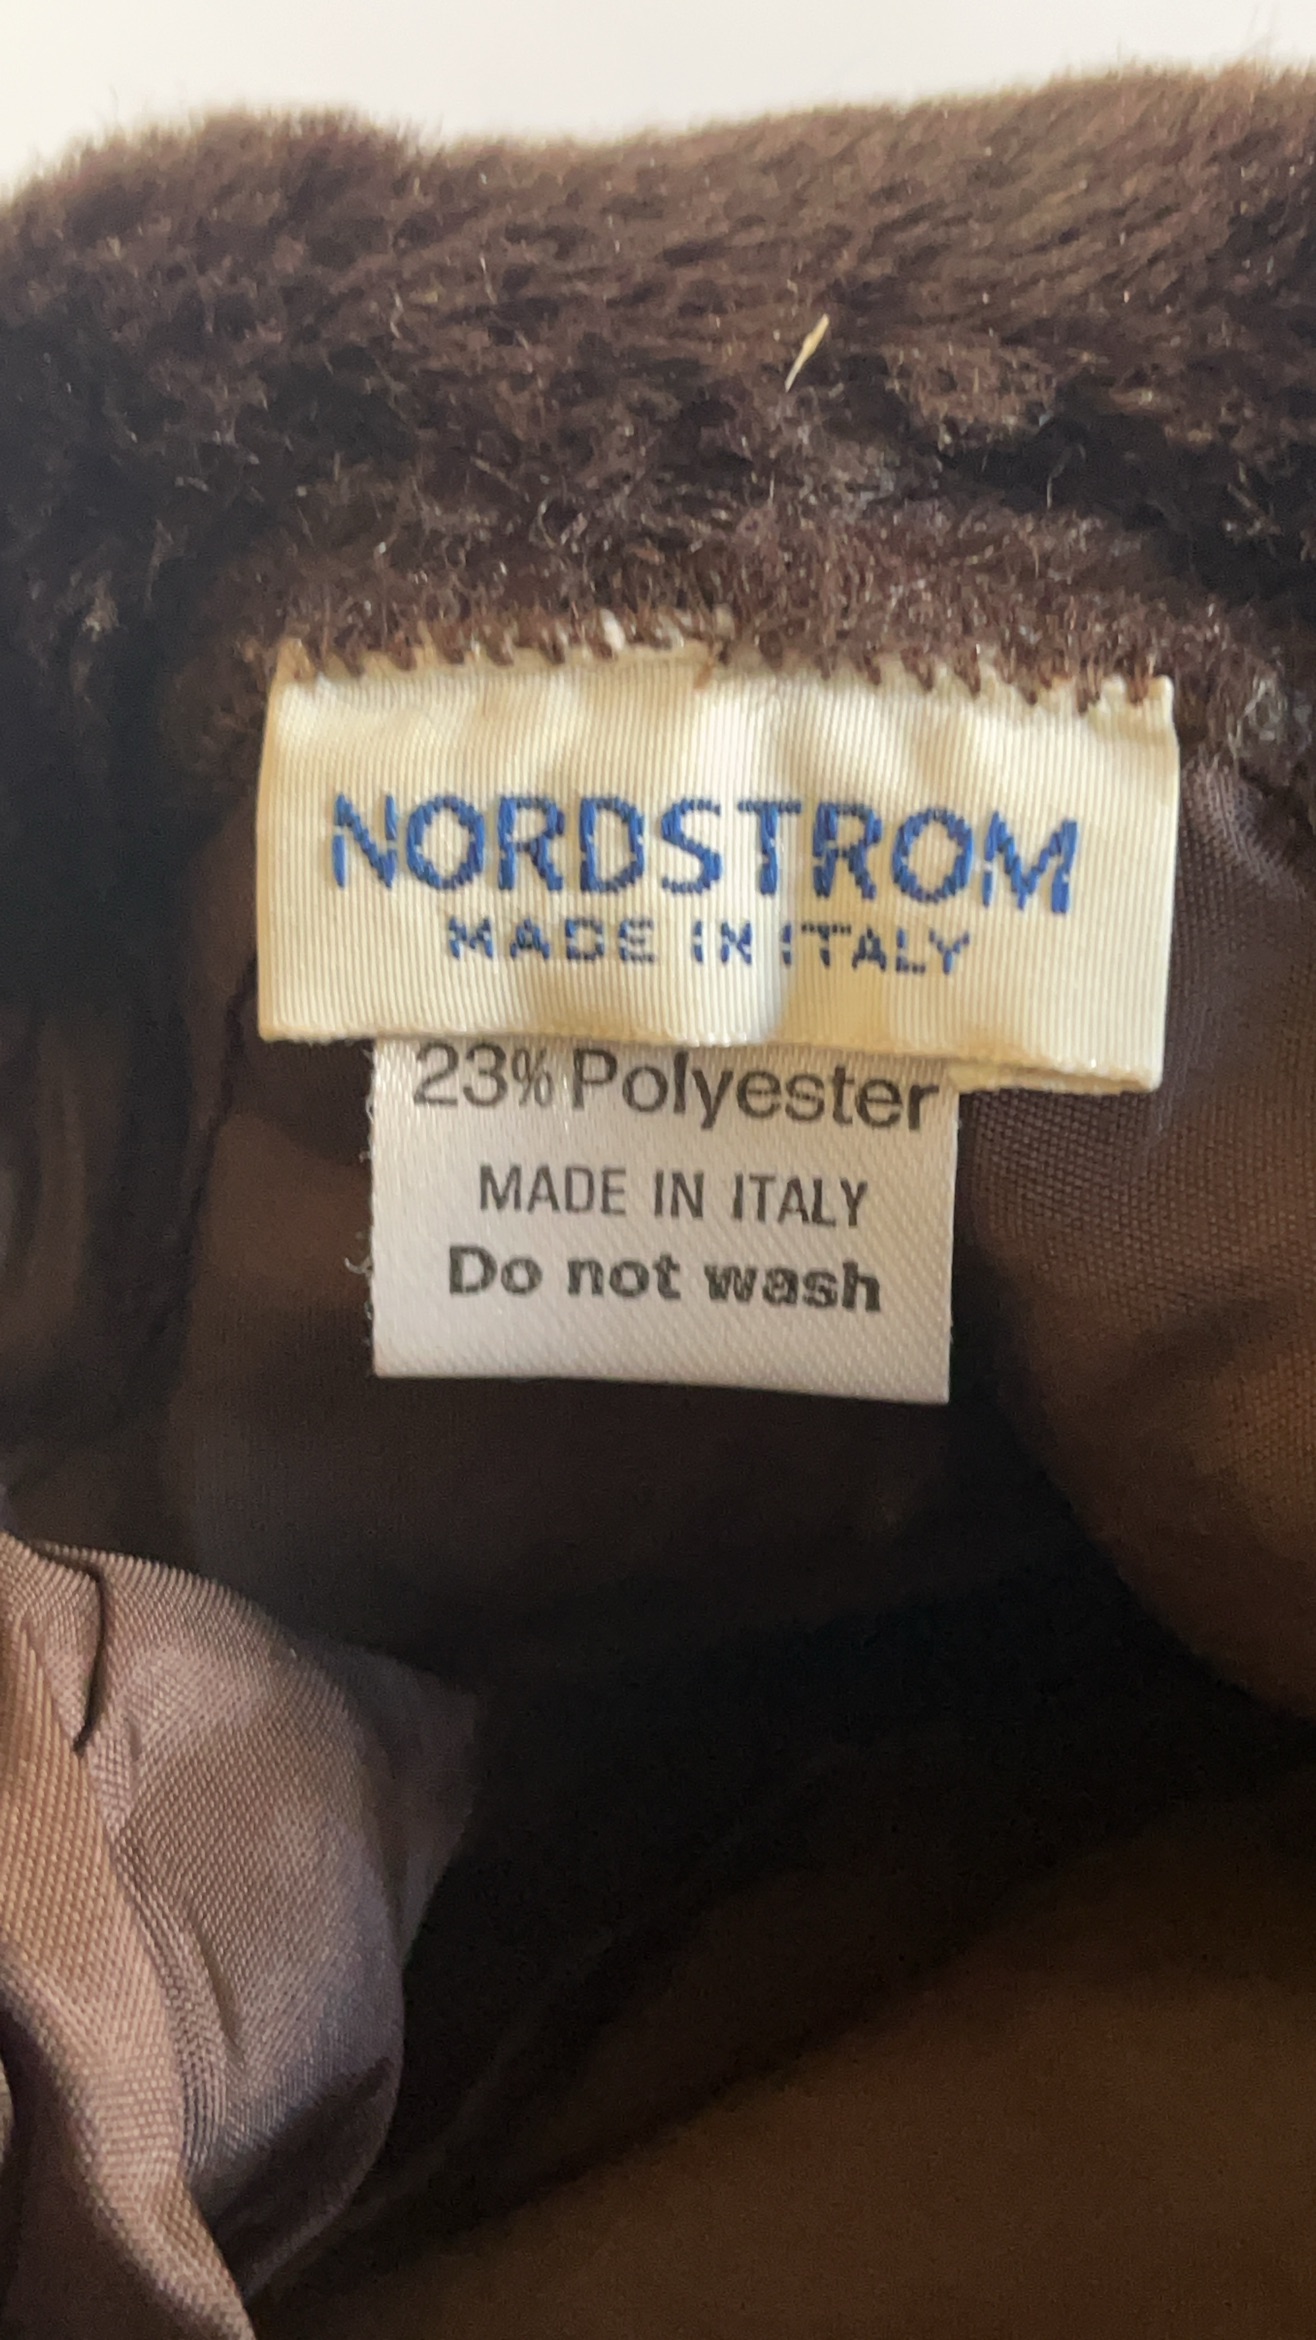 NORDSTROM
MADE IN ITALY
23% Polyester
MADE IN ITALY
Do not wash